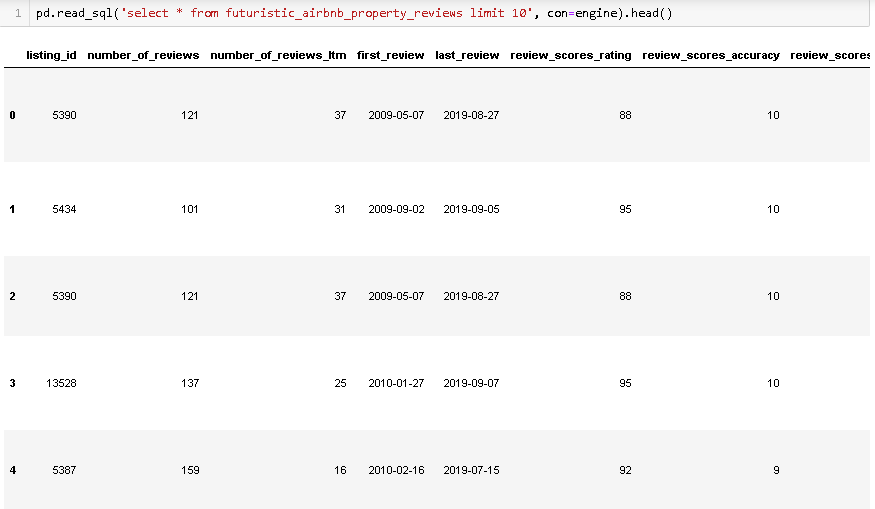 1 pd.read_sql('select * from futuristic_airbnb_property_reviews limit 10', con=engine).head()
listing_id number_of_reviews number_of_reviews_ltm first_review last_review review_scores_rating review_scores_accuracy review_scores
0 5390 121 37 2009-05-07 2019-08-27 88 10
1 5434 101 31 2009-09-02 2019-09-05 95 10
2 5390 121 37 2009-05-07 2019-08-27 88 10
3 13528 137 25 2010-01-27 2019-09-07 95 10
4 5387 159 16 2010-02-16 2019-07-15 92 9